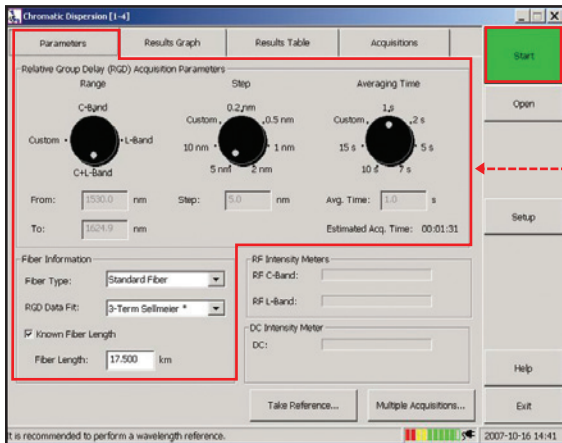 Chromatic Dispersion [1-4]
Parameters
Results Graph
Results Table
Acquisitions
Start
Open
Setup
Help
Exit
Relative Group Delay (RGD) Acquisition Parameters
Range
C-Band
Custom
L-Band
C+L-Band
Step
0.2 nm
Custom
0.5 nm
10 nm
1 nm
5 nm
2 nm
Averaging Time
1 s
Custom
2 s
15 s
5 s
10 s
7 s
From: 1530.0 nm
Step: 5.0 nm
Avg. Time: 1.0 s
To: 1624.9 nm
Estimated Acq. Time: 00:01:31
Fiber Information
Fiber Type: Standard Fiber
RGD Data Fit: 3-Term Sellmeier *
Known Fiber Length
Fiber Length: 17.500 km
RF Intensity Meters
RF C-Band:
RF L-Band:
DC Intensity Meter
DC:
Take Reference...
Multiple Acquisitions...
It is recommended to perform a wavelength reference.
2007-10-16 14:41